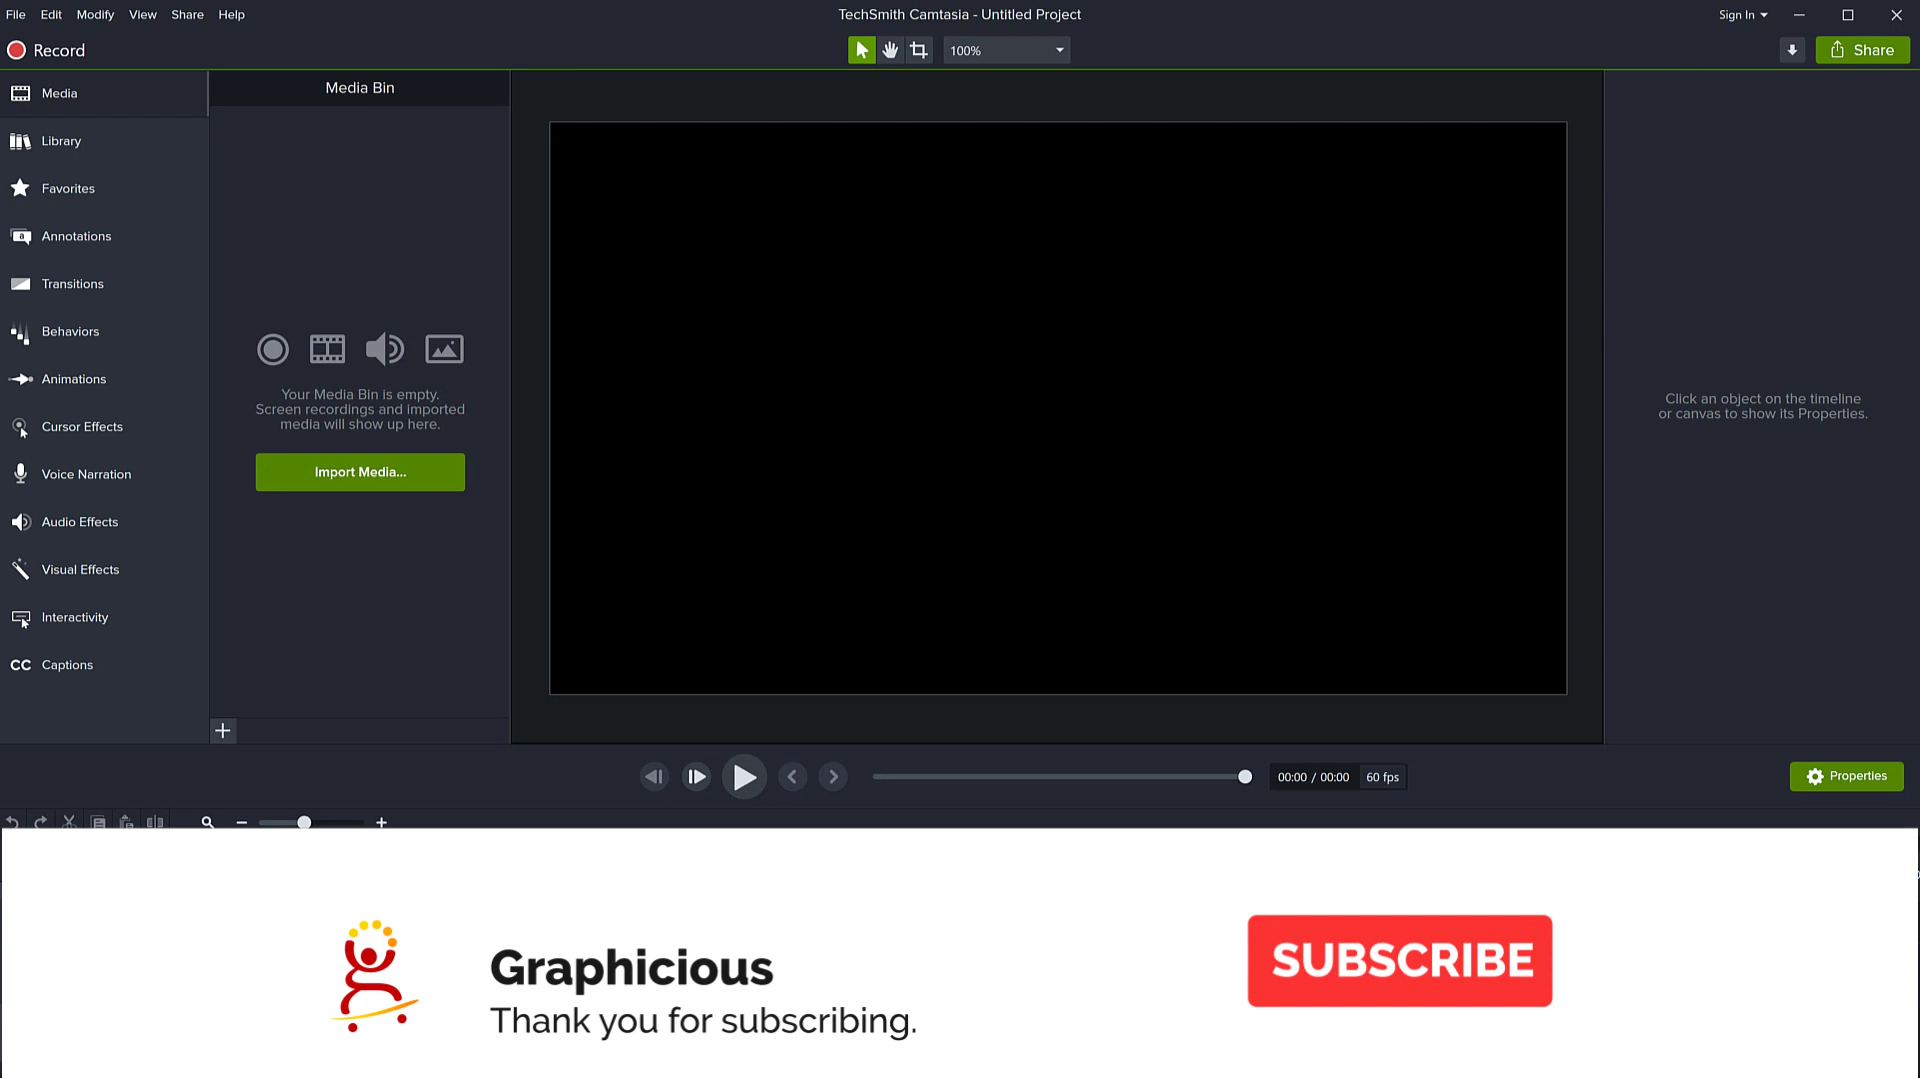 File Edit Modify View Share Help
TechSmith Camtasia - Untitled Project
Sign In
Record
100%
Share
Media
Library
Favorites
Annotations
Transitions
Behaviors
Animations
Cursor Effects
Voice Narration
Audio Effects
Visual Effects
Interactivity
CC Captions
Media Bin
Your Media Bin is empty.
Screen recordings and imported
media will show up here.
Import Media...
Click an object on the timeline
or canvas to show its Properties.
00:00 / 00:00 60 fps
Properties
Graphicious
Thank you for subscribing.
SUBSCRIBE